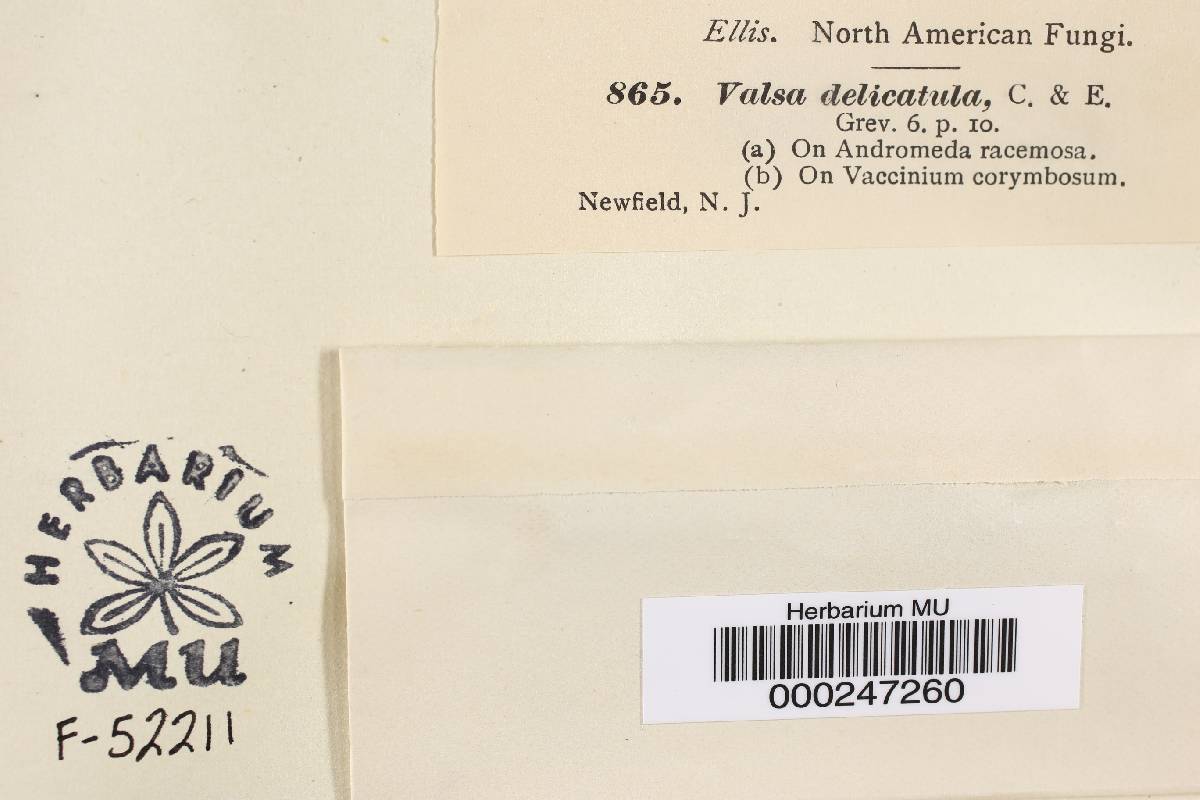 Ellis. North American Fungi.
865. Valsa delicatula, C. & E.
Grev. 6. p. 10.
(a) On Andromeda racemosa.
(b) On Vaccinium corymbosum.
Newfield, N. J.
HERBARIUM
MU
F-52211
Herbarium MU
000247260